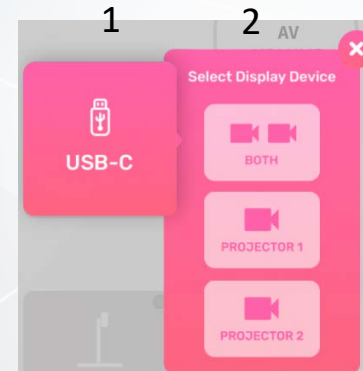 1
2
AV
Select Display Device
USB-C
BOTH
PROJECTOR 1
PROJECTOR 2